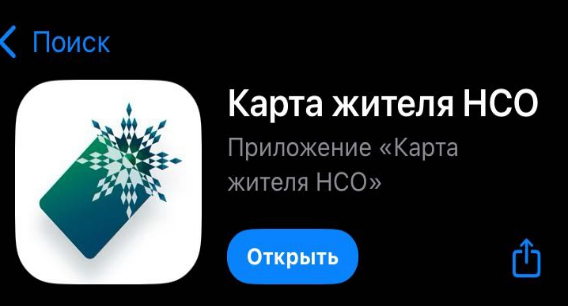 Поиск
Карта жителя НСО
Приложение «Карта
жителя НСО»
Открыть